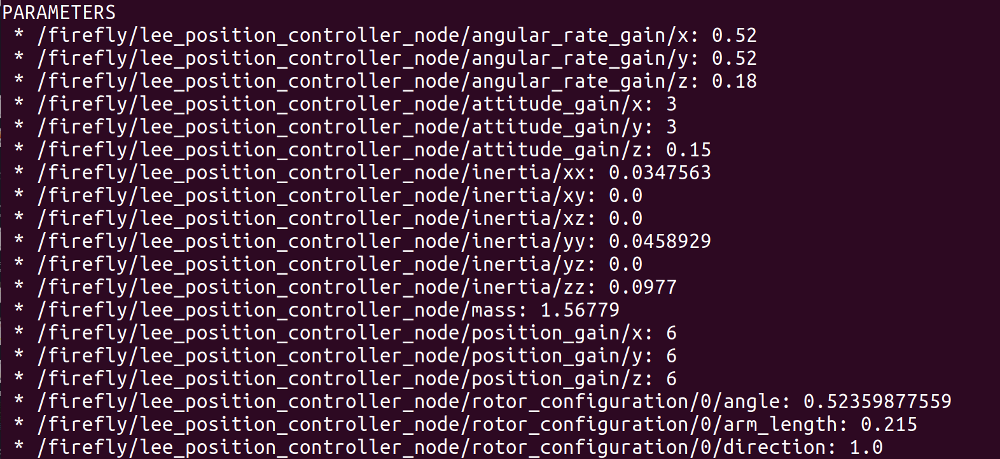 PARAMETERS
* /firefly/lee_position_controller_node/angular_rate_gain/x: 0.52
* /firefly/lee_position_controller_node/angular_rate_gain/y: 0.52
* /firefly/lee_position_controller_node/angular_rate_gain/z: 0.18
* /firefly/lee_position_controller_node/attitude_gain/x: 3
* /firefly/lee_position_controller_node/attitude_gain/y: 3
* /firefly/lee_position_controller_node/attitude_gain/z: 0.15
* /firefly/lee_position_controller_node/inertia/xx: 0.0347563
* /firefly/lee_position_controller_node/inertia/xy: 0.0
* /firefly/lee_position_controller_node/inertia/xz: 0.0
* /firefly/lee_position_controller_node/inertia/yy: 0.0458929
* /firefly/lee_position_controller_node/inertia/yz: 0.0
* /firefly/lee_position_controller_node/inertia/zz: 0.0977
* /firefly/lee_position_controller_node/mass: 1.56779
* /firefly/lee_position_controller_node/position_gain/x: 6
* /firefly/lee_position_controller_node/position_gain/y: 6
* /firefly/lee_position_controller_node/position_gain/z: 6
* /firefly/lee_position_controller_node/rotor_configuration/0/angle: 0.52359877559
* /firefly/lee_position_controller_node/rotor_configuration/0/arm_length: 0.215
* /firefly/lee_position_controller_node/rotor_configuration/0/direction: 1.0